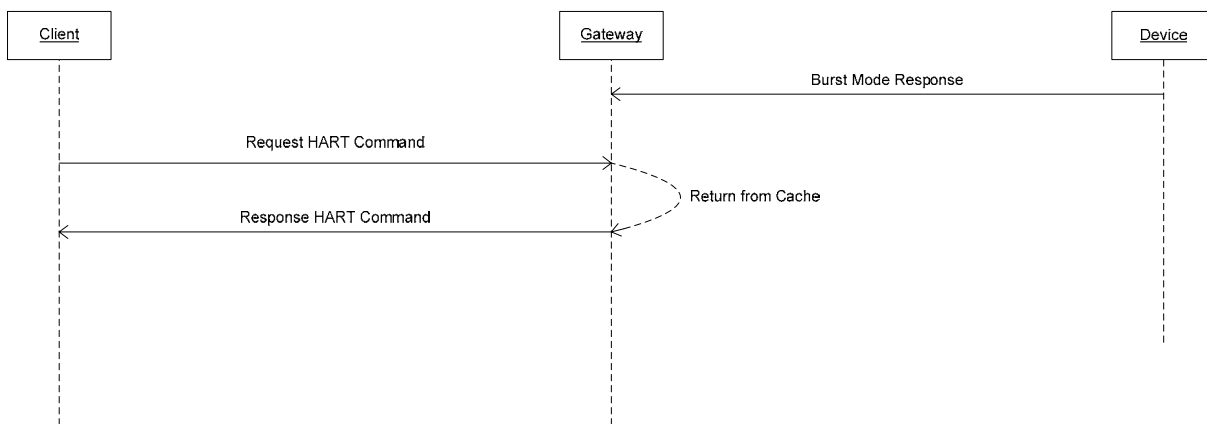 Client
Gateway
Device
Burst Mode Response
Request HART Command
Return from Cache
Response HART Command